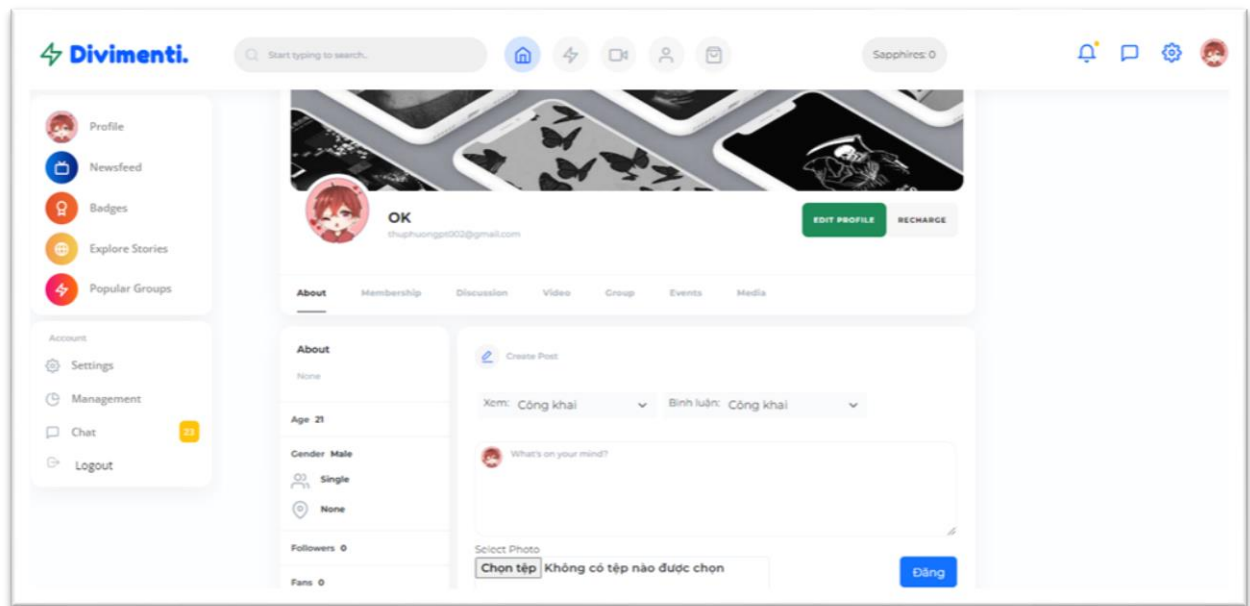 Divimenti.
Start typing to search..
Sapphires: 0
Profile
Newsfeed
Badges
Explore Stories
Popular Groups
Account
Settings
Management
Chat 23
Logout
OK
thuphuongpt002@gmail.com
EDIT PROFILE
RECHARGE
About Membership Discussion Video Group Events Media
About
None
Age 21
Gender Male
Single
None
Followers 0
Fans 0
Create Post
Xem: Công khai Bình luận: Công khai
What's on your mind?
Select Photo
Chọn tệp Không có tệp nào được chọn
Đăng